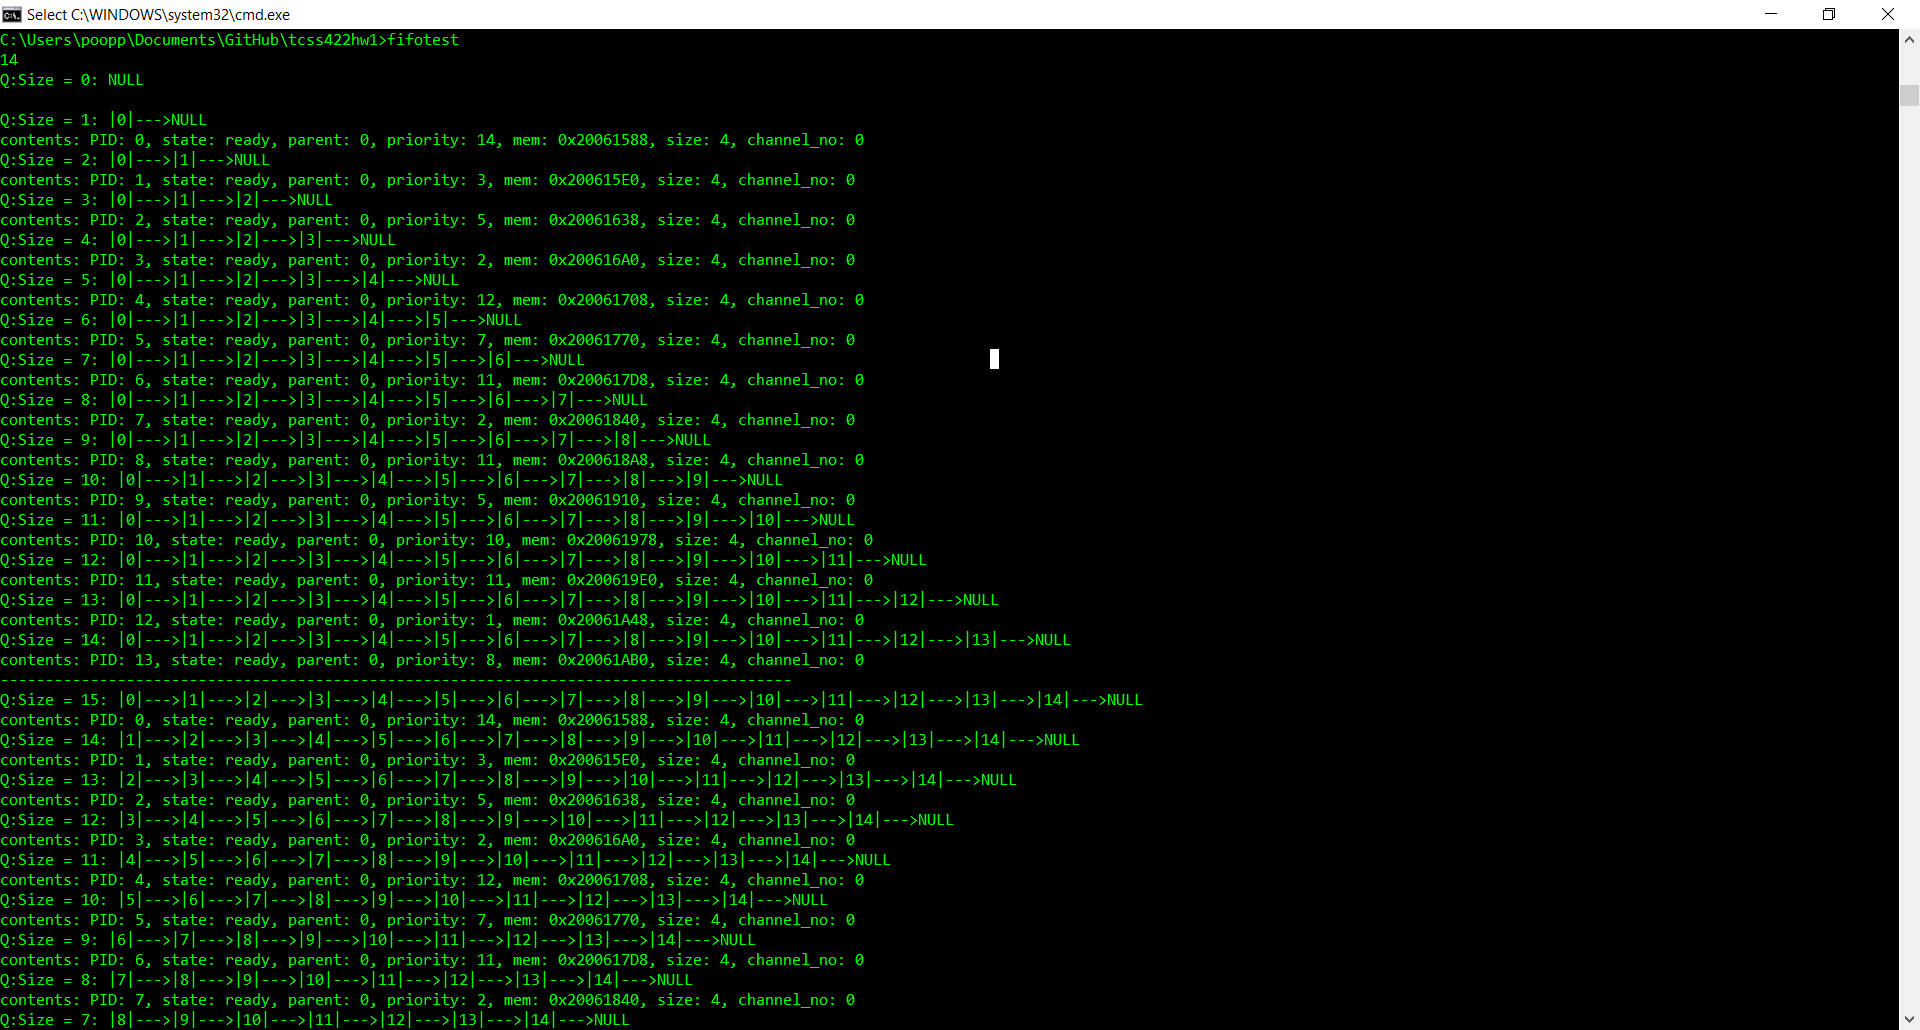 Select C:\WINDOWS\system32\cmd.exe
C:\Users\poopp\Documents\GitHub\tcss422hw1>fifotest
14
Q:Size = 0: NULL
Q:Size = 1: |0|--->NULL
contents: PID: 0, state: ready, parent: 0, priority: 14, mem: 0x20061588, size: 4, channel_no: 0
Q:Size = 2: |0|--->|1|--->NULL
contents: PID: 1, state: ready, parent: 0, priority: 3, mem: 0x200615E0, size: 4, channel_no: 0
Q:Size = 3: |0|--->|1|--->|2|--->NULL
contents: PID: 2, state: ready, parent: 0, priority: 5, mem: 0x20061638, size: 4, channel_no: 0
Q:Size = 4: |0|--->|1|--->|2|--->|3|--->NULL
contents: PID: 3, state: ready, parent: 0, priority: 2, mem: 0x200616A0, size: 4, channel_no: 0
Q:Size = 5: |0|--->|1|--->|2|--->|3|--->|4|--->NULL
contents: PID: 4, state: ready, parent: 0, priority: 12, mem: 0x20061708, size: 4, channel_no: 0
Q:Size = 6: |0|--->|1|--->|2|--->|3|--->|4|--->|5|--->NULL
contents: PID: 5, state: ready, parent: 0, priority: 7, mem: 0x20061770, size: 4, channel_no: 0
Q:Size = 7: |0|--->|1|--->|2|--->|3|--->|4|--->|5|--->|6|--->NULL
contents: PID: 6, state: ready, parent: 0, priority: 11, mem: 0x200617D8, size: 4, channel_no: 0
Q:Size = 8: |0|--->|1|--->|2|--->|3|--->|4|--->|5|--->|6|--->|7|--->NULL
contents: PID: 7, state: ready, parent: 0, priority: 2, mem: 0x20061840, size: 4, channel_no: 0
Q:Size = 9: |0|--->|1|--->|2|--->|3|--->|4|--->|5|--->|6|--->|7|--->|8|--->NULL
contents: PID: 8, state: ready, parent: 0, priority: 11, mem: 0x200618A8, size: 4, channel_no: 0
Q:Size = 10: |0|--->|1|--->|2|--->|3|--->|4|--->|5|--->|6|--->|7|--->|8|--->|9|--->NULL
contents: PID: 9, state: ready, parent: 0, priority: 5, mem: 0x20061910, size: 4, channel_no: 0
Q:Size = 11: |0|--->|1|--->|2|--->|3|--->|4|--->|5|--->|6|--->|7|--->|8|--->|9|--->|10|--->NULL
contents: PID: 10, state: ready, parent: 0, priority: 10, mem: 0x20061978, size: 4, channel_no: 0
Q:Size = 12: |0|--->|1|--->|2|--->|3|--->|4|--->|5|--->|6|--->|7|--->|8|--->|9|--->|10|--->|11|--->NULL
contents: PID: 11, state: ready, parent: 0, priority: 11, mem: 0x200619E0, size: 4, channel_no: 0
Q:Size = 13: |0|--->|1|--->|2|--->|3|--->|4|--->|5|--->|6|--->|7|--->|8|--->|9|--->|10|--->|11|--->|12|--->NULL
contents: PID: 12, state: ready, parent: 0, priority: 1, mem: 0x20061A48, size: 4, channel_no: 0
Q:Size = 14: |0|--->|1|--->|2|--->|3|--->|4|--->|5|--->|6|--->|7|--->|8|--->|9|--->|10|--->|11|--->|12|--->|13|--->NULL
contents: PID: 13, state: ready, parent: 0, priority: 8, mem: 0x20061AB0, size: 4, channel_no: 0
----------------------------------------------------------------------------------------
Q:Size = 15: |0|--->|1|--->|2|--->|3|--->|4|--->|5|--->|6|--->|7|--->|8|--->|9|--->|10|--->|11|--->|12|--->|13|--->|14|--->NULL
contents: PID: 0, state: ready, parent: 0, priority: 14, mem: 0x20061588, size: 4, channel_no: 0
Q:Size = 14: |1|--->|2|--->|3|--->|4|--->|5|--->|6|--->|7|--->|8|--->|9|--->|10|--->|11|--->|12|--->|13|--->|14|--->NULL
contents: PID: 1, state: ready, parent: 0, priority: 3, mem: 0x200615E0, size: 4, channel_no: 0
Q:Size = 13: |2|--->|3|--->|4|--->|5|--->|6|--->|7|--->|8|--->|9|--->|10|--->|11|--->|12|--->|13|--->|14|--->NULL
contents: PID: 2, state: ready, parent: 0, priority: 5, mem: 0x20061638, size: 4, channel_no: 0
Q:Size = 12: |3|--->|4|--->|5|--->|6|--->|7|--->|8|--->|9|--->|10|--->|11|--->|12|--->|13|--->|14|--->NULL
contents: PID: 3, state: ready, parent: 0, priority: 2, mem: 0x200616A0, size: 4, channel_no: 0
Q:Size = 11: |4|--->|5|--->|6|--->|7|--->|8|--->|9|--->|10|--->|11|--->|12|--->|13|--->|14|--->NULL
contents: PID: 4, state: ready, parent: 0, priority: 12, mem: 0x20061708, size: 4, channel_no: 0
Q:Size = 10: |5|--->|6|--->|7|--->|8|--->|9|--->|10|--->|11|--->|12|--->|13|--->|14|--->NULL
contents: PID: 5, state: ready, parent: 0, priority: 7, mem: 0x20061770, size: 4, channel_no: 0
Q:Size = 9: |6|--->|7|--->|8|--->|9|--->|10|--->|11|--->|12|--->|13|--->|14|--->NULL
contents: PID: 6, state: ready, parent: 0, priority: 11, mem: 0x200617D8, size: 4, channel_no: 0
Q:Size = 8: |7|--->|8|--->|9|--->|10|--->|11|--->|12|--->|13|--->|14|--->NULL
contents: PID: 7, state: ready, parent: 0, priority: 2, mem: 0x20061840, size: 4, channel_no: 0
Q:Size = 7: |8|--->|9|--->|10|--->|11|--->|12|--->|13|--->|14|--->NULL